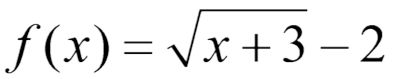 f(x) = √(x + 3) − 2